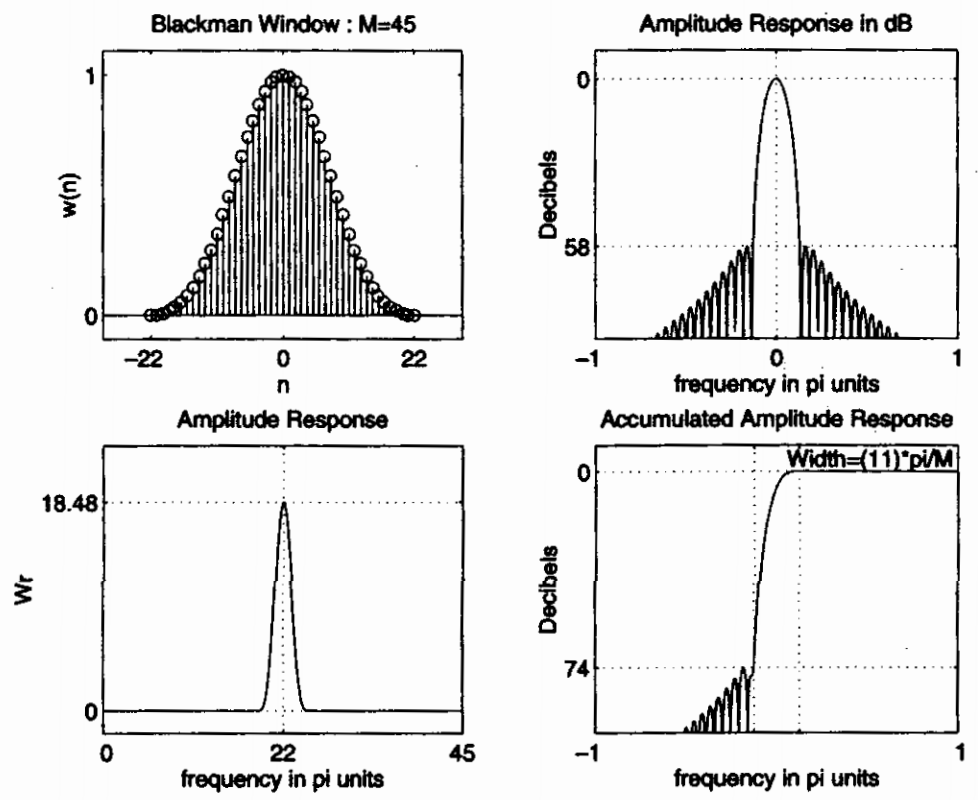 Blackman Window : M=45
1
w(n)
0
−22
0
22
n
Amplitude Response in dB
0
Decibels
58
−1
0
1
frequency in pi units
Amplitude Response
18.48
Wr
0
0
22
45
frequency in pi units
Accumulated Amplitude Response
Width=(11)*pi/M
0
Decibels
74
−1
1
frequency in pi units